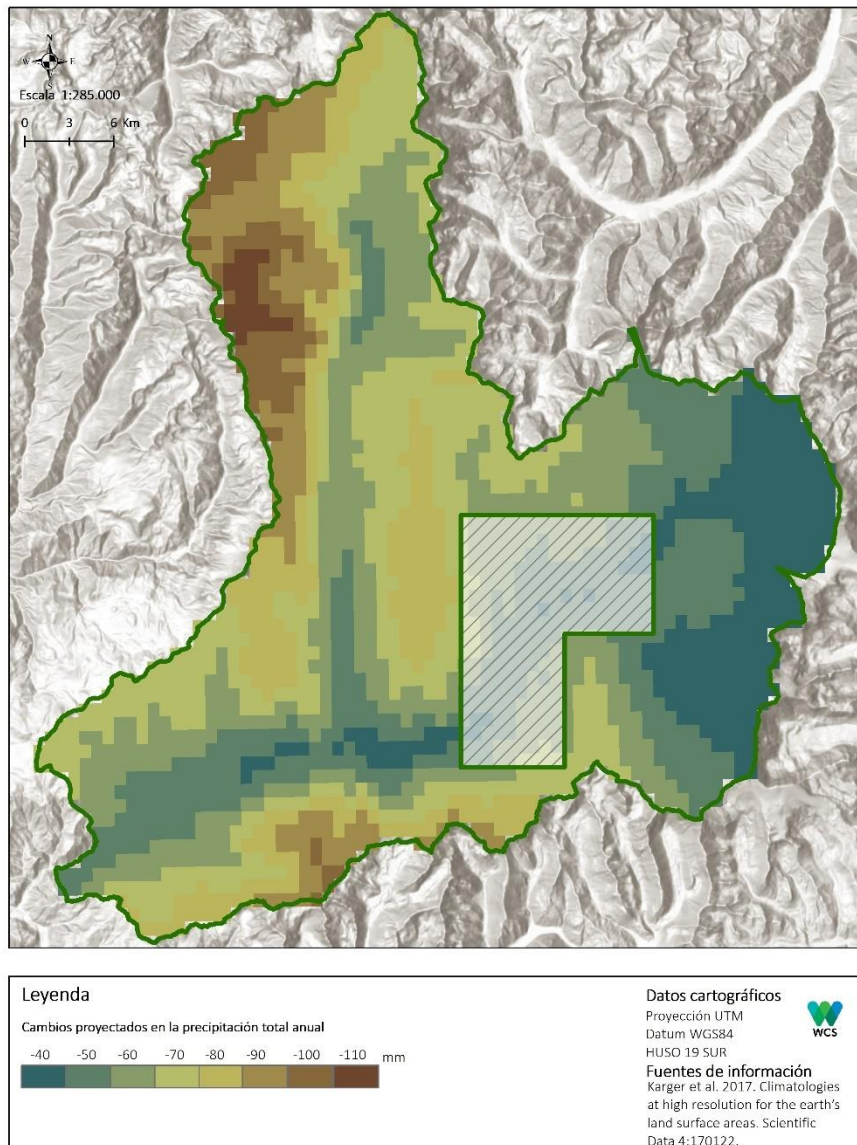 N
W E
S
Escala 1:285.000
0 3 6 Km
Leyenda
Cambios proyectados en la precipitación total anual
-40 -50 -60 -70 -80 -90 -100 -110 mm
Datos cartográficos
Proyección UTM
Datum WGS84
HUSO 19 SUR
WCS
Fuentes de información
Karger et al. 2017. Climatologies
at high resolution for the earth's
land surface areas. Scientific
Data 4:170122.